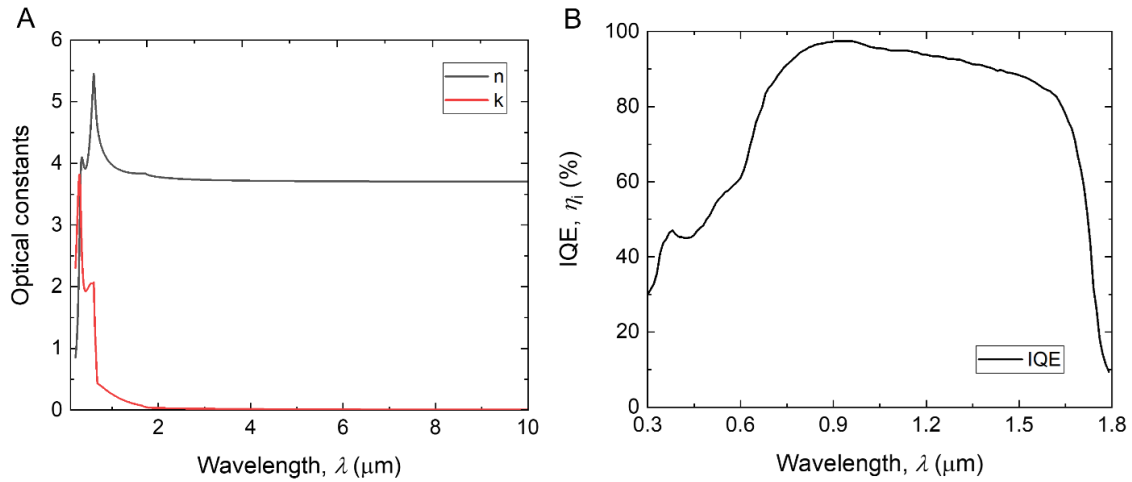 A
6
5
4
3
2
1
0
Optical constants
n
k
2
4
6
8
10
Wavelength, λ (μm)
B
100
80
60
40
20
0
IQE, ηi (%)
IQE
0.3
0.6
0.9
1.2
1.5
1.8
Wavelength, λ (μm)